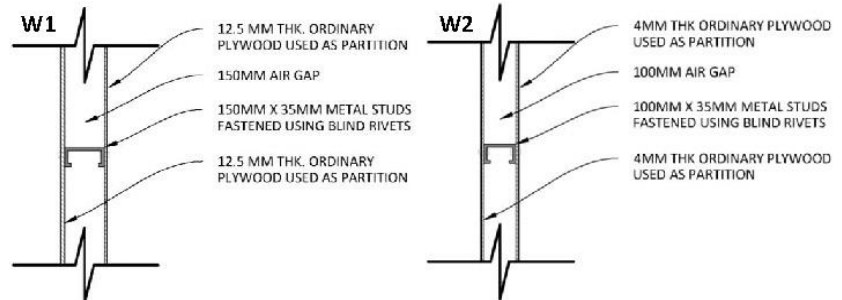 W1
12.5 MM THK. ORDINARY
PLYWOOD USED AS PARTITION
150MM AIR GAP
150MM X 35MM METAL STUDS
FASTENED USING BLIND RIVETS
12.5 MM THK. ORDINARY
PLYWOOD USED AS PARTITION
W2
4MM THK ORDINARY PLYWOOD
USED AS PARTITION
100MM AIR GAP
100MM X 35MM METAL STUDS
FASTENED USING BLIND RIVETS
4MM THK ORDINARY PLYWOOD
USED AS PARTITION